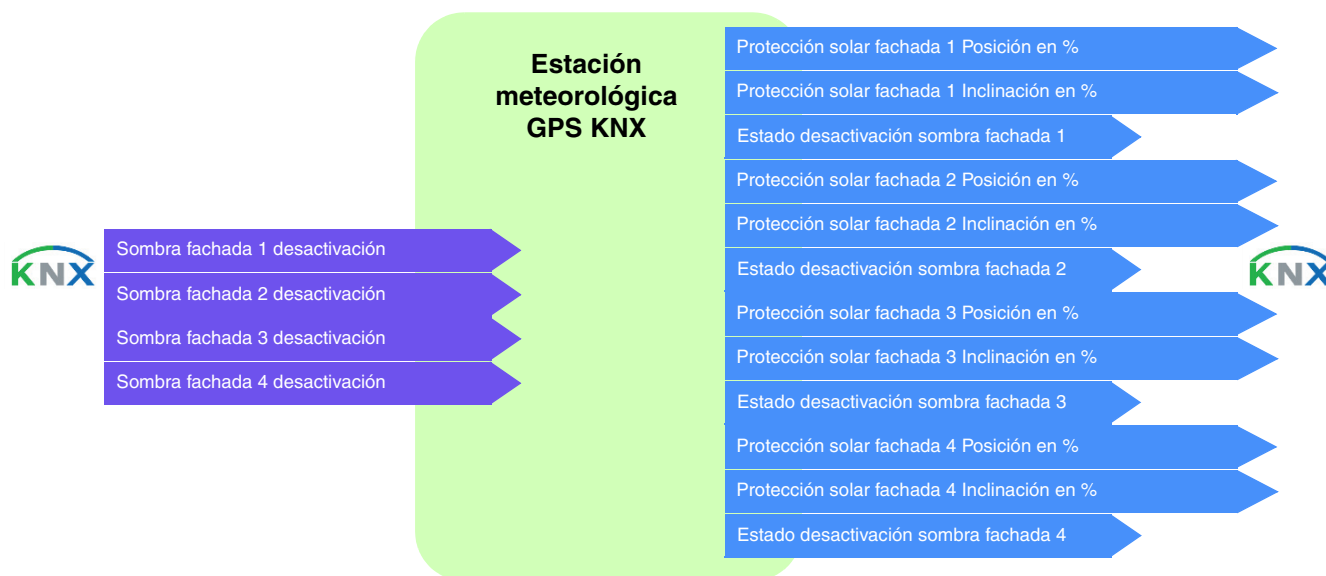 Estación
meteorológica
GPS KNX
KNX
Sombra fachada 1 desactivación
Sombra fachada 2 desactivación
Sombra fachada 3 desactivación
Sombra fachada 4 desactivación
Protección solar fachada 1 Posición en %
Protección solar fachada 1 Inclinación en %
Estado desactivación sombra fachada 1
Protección solar fachada 2 Posición en %
Protección solar fachada 2 Inclinación en %
Estado desactivación sombra fachada 2
Protección solar fachada 3 Posición en %
Protección solar fachada 3 Inclinación en %
Estado desactivación sombra fachada 3
Protección solar fachada 4 Posición en %
Protección solar fachada 4 Inclinación en %
Estado desactivación sombra fachada 4
KNX